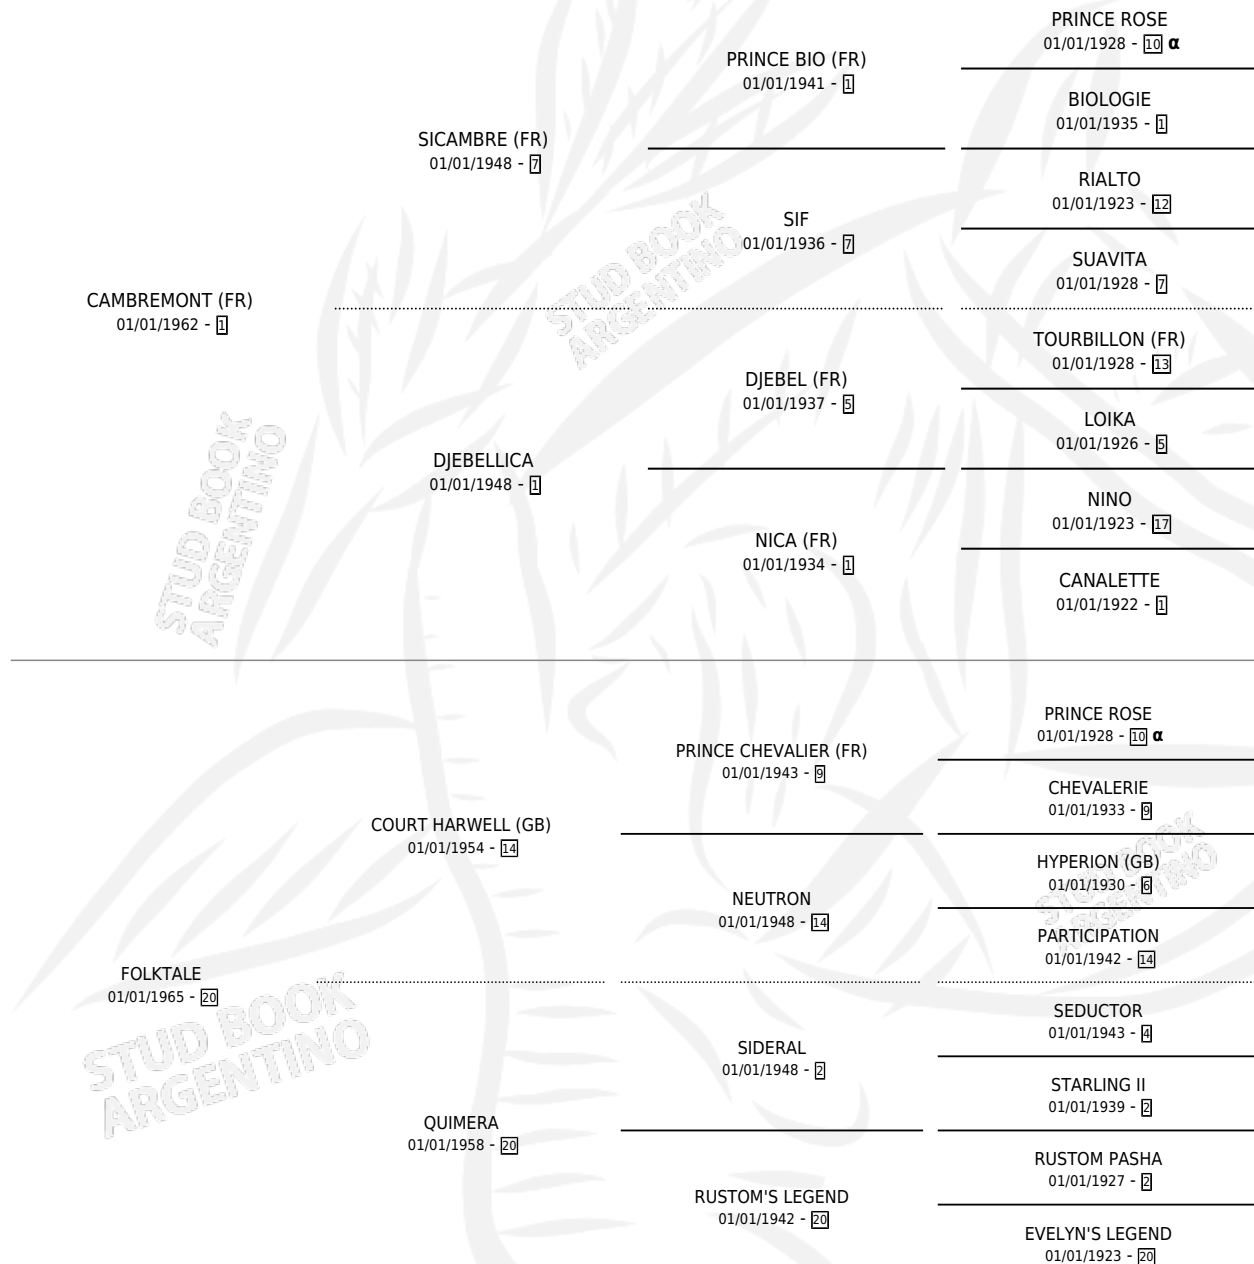 PRINCE ROSE
01/01/1928 - 10 α
PRINCE BIO (FR)
01/01/1941 - 1
BIOLOGIE
01/01/1935 - 1
SICAMBRE (FR)
01/01/1948 - 7
RIALTO
01/01/1923 - 12
SIF
01/01/1936 - 7
SUAVITA
01/01/1928 - 7
CAMBREMONT (FR)
01/01/1962 - 1
STUD BOOK
ARGENTINO
TOURBILLON (FR)
01/01/1928 - 13
DJEBEL (FR)
01/01/1937 - 5
LOIKA
01/01/1926 - 5
DJEBELLICA
01/01/1948 - 1
STUD BOOK
ARGENTINO
NINO
01/01/1923 - 17
NICA (FR)
01/01/1934 - 1
CANALETTE
01/01/1922 - 1
PRINCE ROSE
01/01/1928 - 10 α
PRINCE CHEVALIER (FR)
01/01/1943 - 9
CHEVALERIE
01/01/1933 - 9
COURT HARWELL (GB)
01/01/1954 - 14
HYPERION (GB)
01/01/1930 - 6
STUD BOOK
ARGENTINO
NEUTRON
01/01/1948 - 14
PARTICIPATION
01/01/1942 - 14
FOLKTALE
01/01/1965 - 20
STUD BOOK
ARGENTINO
SEDUCTOR
01/01/1943 - 4
SIDERAL
01/01/1948 - 2
STARLING II
01/01/1939 - 2
QUIMERA
01/01/1958 - 20
RUSTOM PASHA
01/01/1927 - 2
RUSTOM'S LEGEND
01/01/1942 - 20
EVELYN'S LEGEND
01/01/1923 - 20